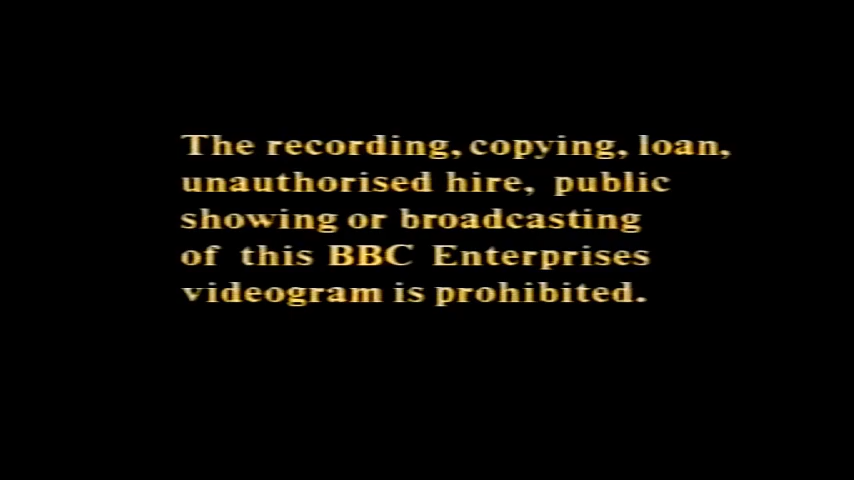 The recording, copying, loan,
unauthorised hire, public
showing or broadcasting
of this BBC Enterprises
videogram is prohibited.